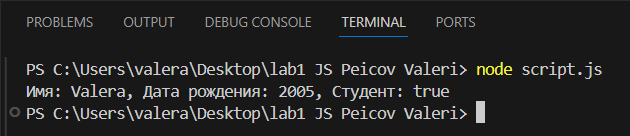 PROBLEMS OUTPUT DEBUG CONSOLE TERMINAL PORTS
PS C:\Users\valera\Desktop\lab1 JS Peicov Valeri> node script.js
Имя: Valera, Дата рождения: 2005, Студент: true
PS C:\Users\valera\Desktop\lab1 JS Peicov Valeri>